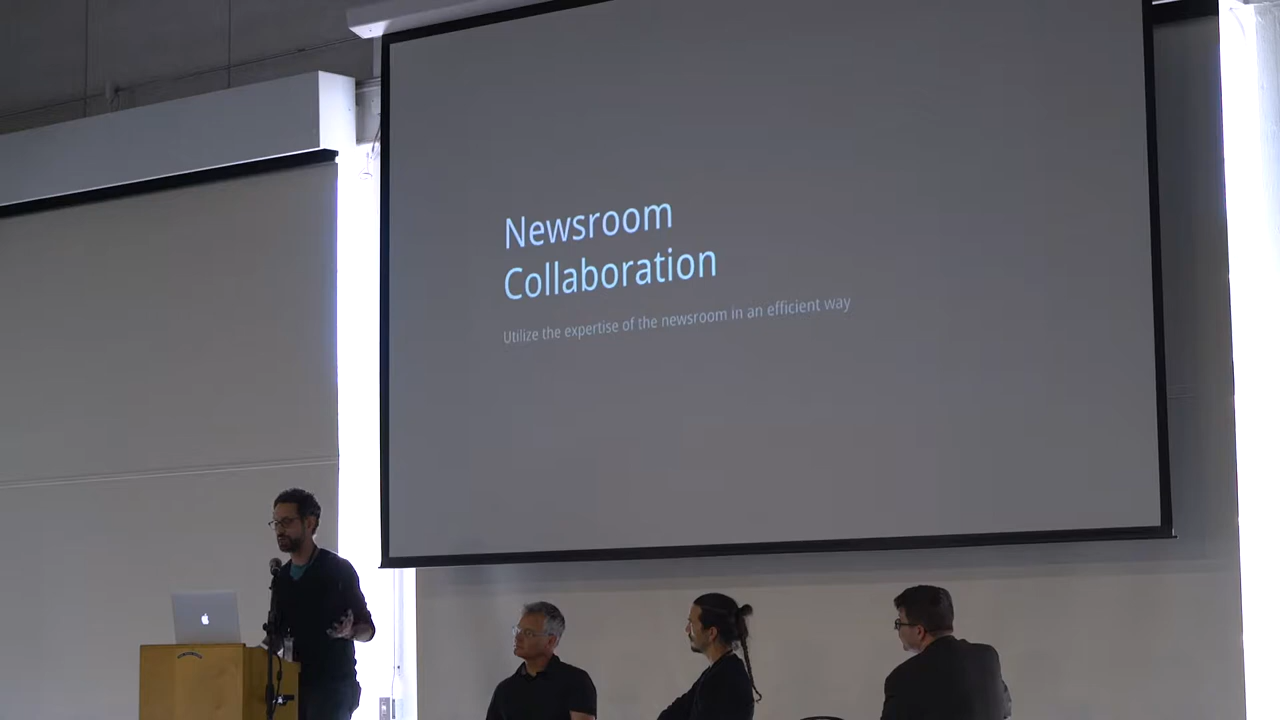 Newsroom
Collaboration
Utilize the expertise of the newsroom in an efficient way